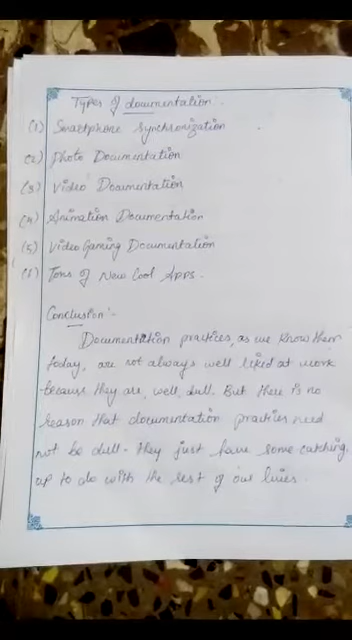 Types of documentation.
(1) Smartphone Synchronization
(2) Photo Documentation
(3) Video Documentation
(4) Animation Documentation
(5) Video Gaming Documentation
(6) Tons of New Cool Apps.
Conclusion:-
Documentation practices, as we know them
today, are not always well liked at work
because they are, well, dull. But there is no
reason that documentation practices need
not be dull - they just have some catching
up to do with the rest of our lives.